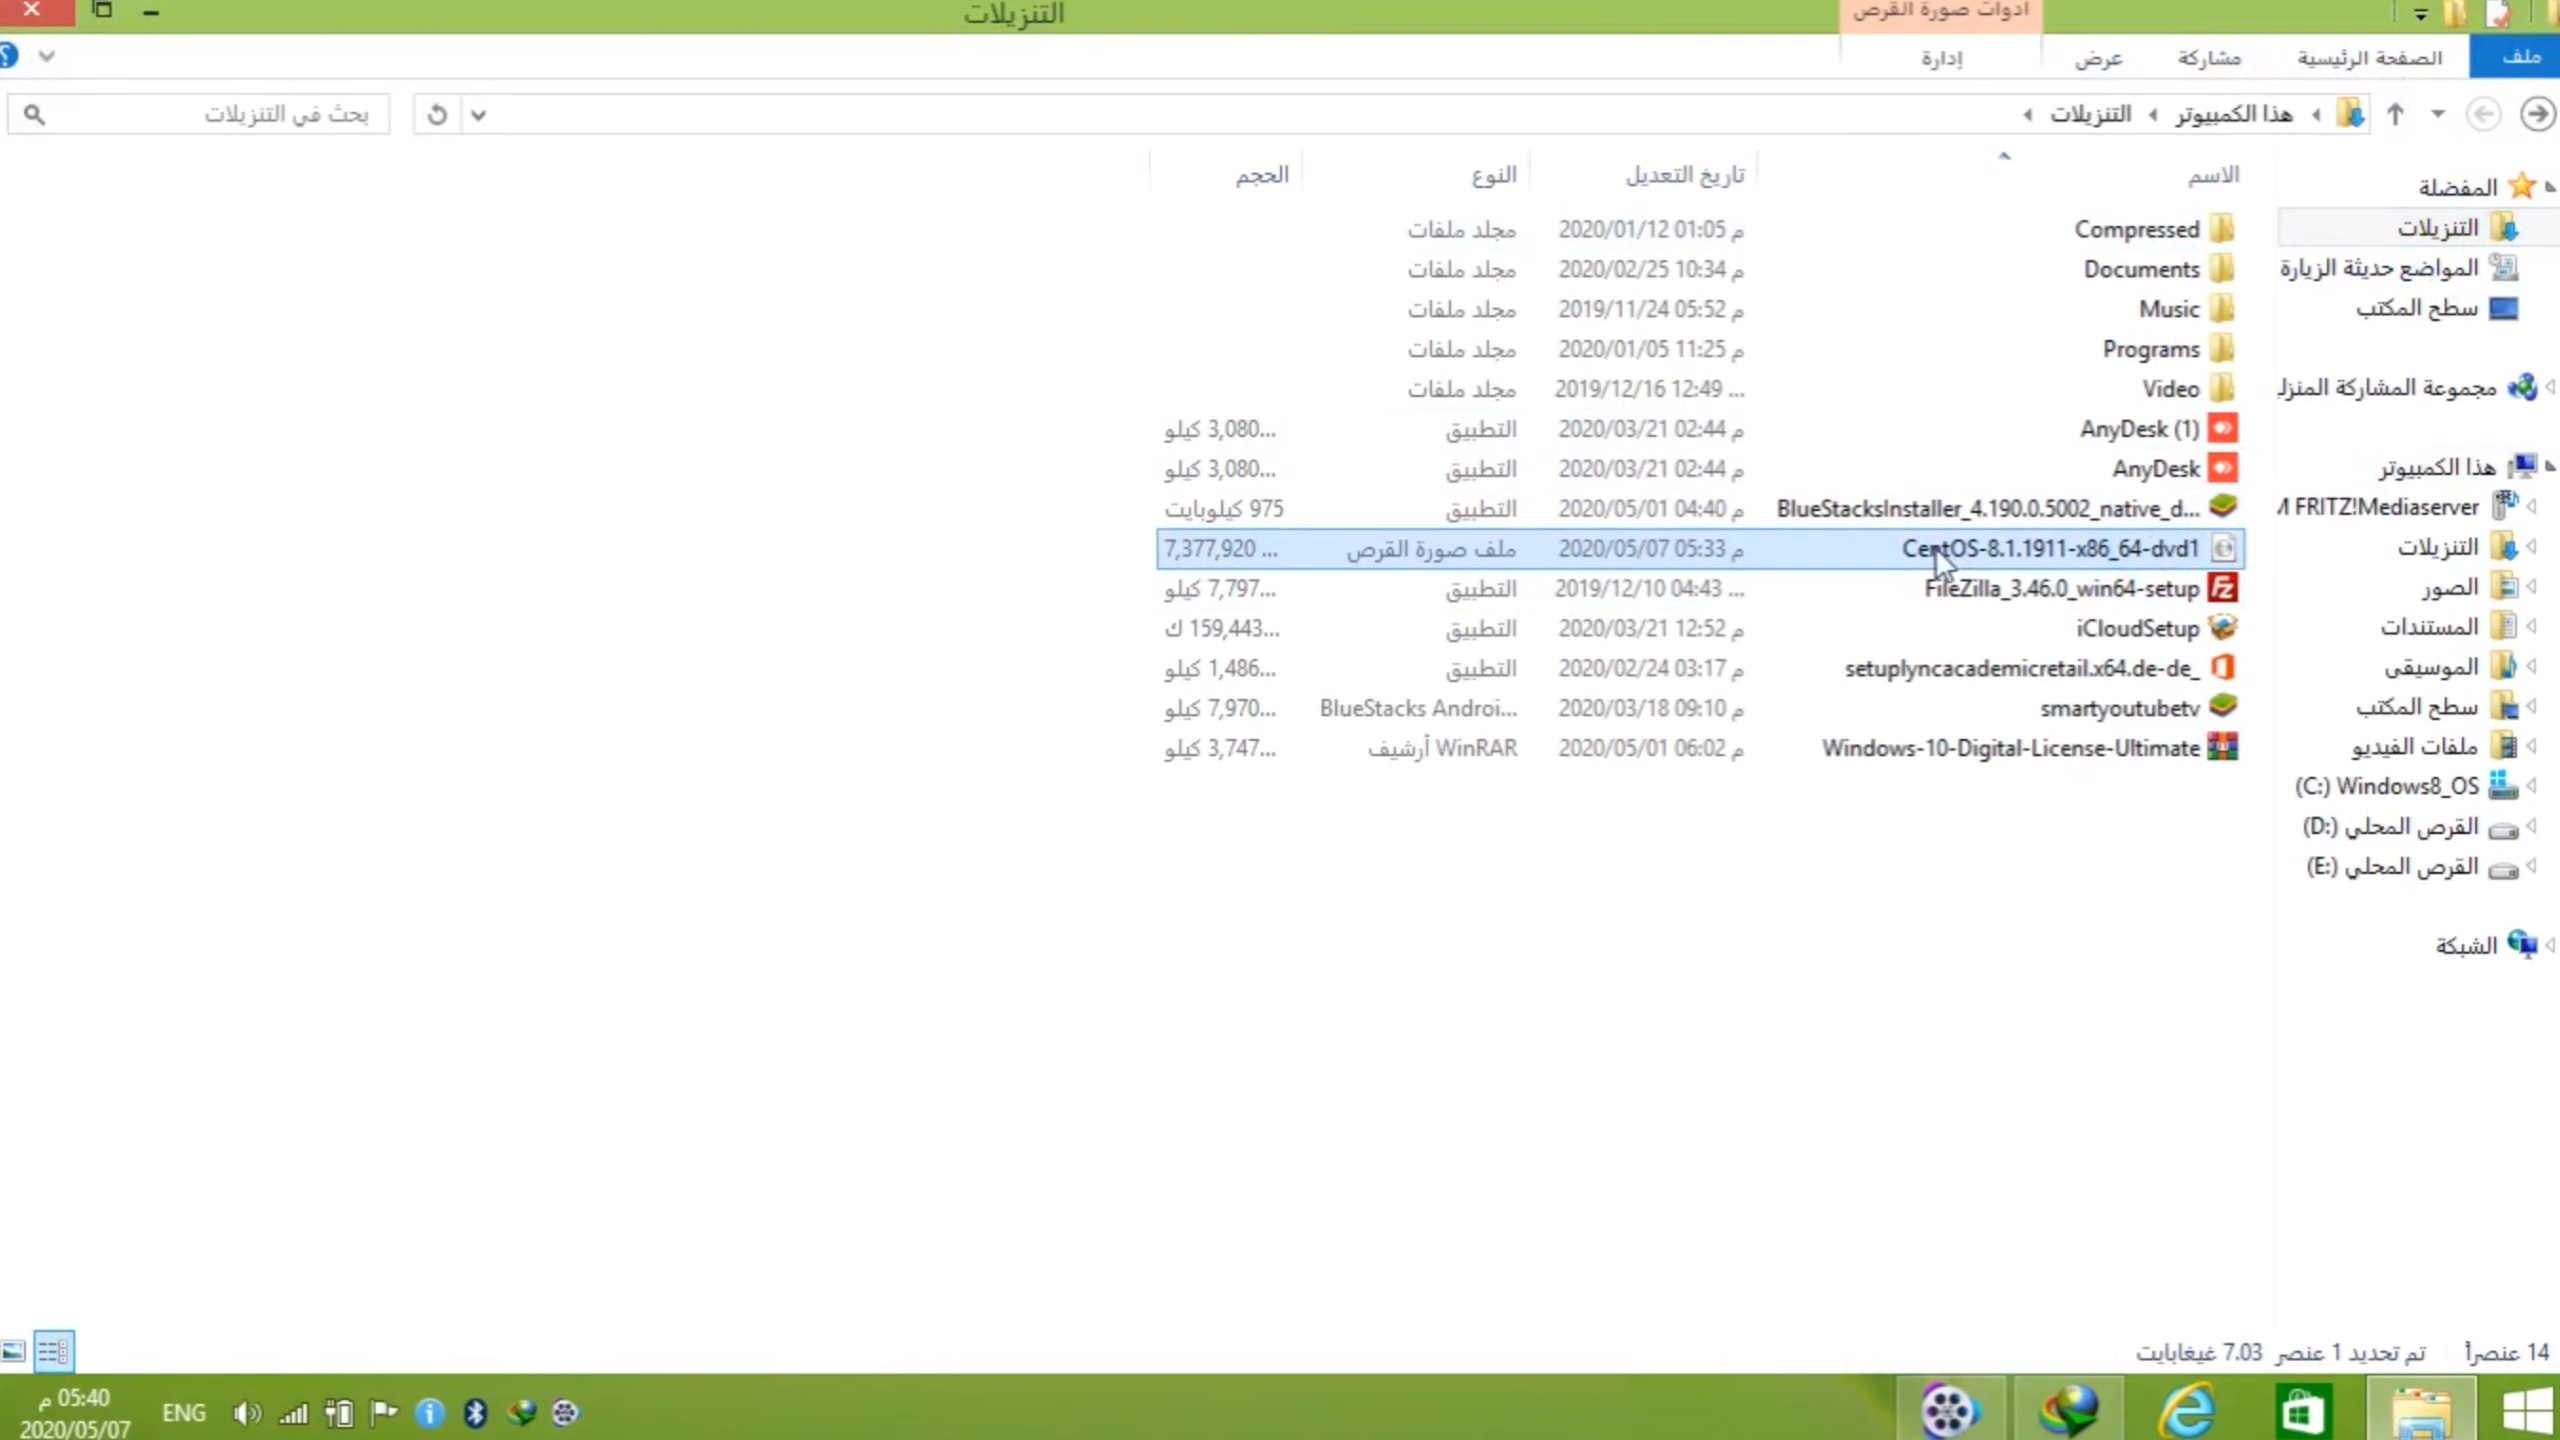 أدوات صورة القرص
التنزيلات
ملف
الصفحة الرئيسية
مشاركة
عرض
إدارة
هذا الكمبيوتر
التنزيلات
بحث في التنزيلات
المفضلة
التنزيلات
المواضع حديثة الزيارة
سطح المكتب
مجموعة المشاركة المنزل
هذا الكمبيوتر
FRITZ!Mediaserver
التنزيلات
الصور
المستندات
الموسيقى
سطح المكتب
ملفات الفيديو
(C:) Windows8_OS
القرص المحلي (D:)
القرص المحلي (E:)
الشبكة
الاسم تاريخ التعديل النوع الحجم
Compressed 2020/01/12 01:05 م مجلد ملفات
Documents 2020/02/25 10:34 م مجلد ملفات
Music 2019/11/24 05:52 م مجلد ملفات
Programs 2020/01/05 11:25 م مجلد ملفات
Video 2019/12/16 12:49 ... مجلد ملفات
AnyDesk (1) 2020/03/21 02:44 م التطبيق 3,080 كيلو...
AnyDesk 2020/03/21 02:44 م التطبيق 3,080 كيلو...
BlueStacksInstaller_4.190.0.5002_native_d... 2020/05/01 04:40 م التطبيق 975 كيلوبايت
CentOS-8.1.1911-x86_64-dvd1 2020/05/07 05:33 م ملف صورة القرص 7,377,920 ...
FileZilla_3.46.0_win64-setup 2019/12/10 04:43 ... التطبيق 7,797 كيلو...
iCloudSetup 2020/03/21 12:52 م التطبيق 159,443 ك...
setuplyncacademicretail.x64.de-de_ 2020/02/24 03:17 م التطبيق 1,486 كيلو...
smartyoutubetv 2020/03/18 09:10 م BlueStacks Androi... 7,970 كيلو...
Windows-10-Digital-License-Ultimate 2020/05/01 06:02 م أرشيف WinRAR 3,747 كيلو...
14 عنصراً تم تحديد 1 عنصر 7.03 غيغابايت
ENG
05:40 م
2020/05/07